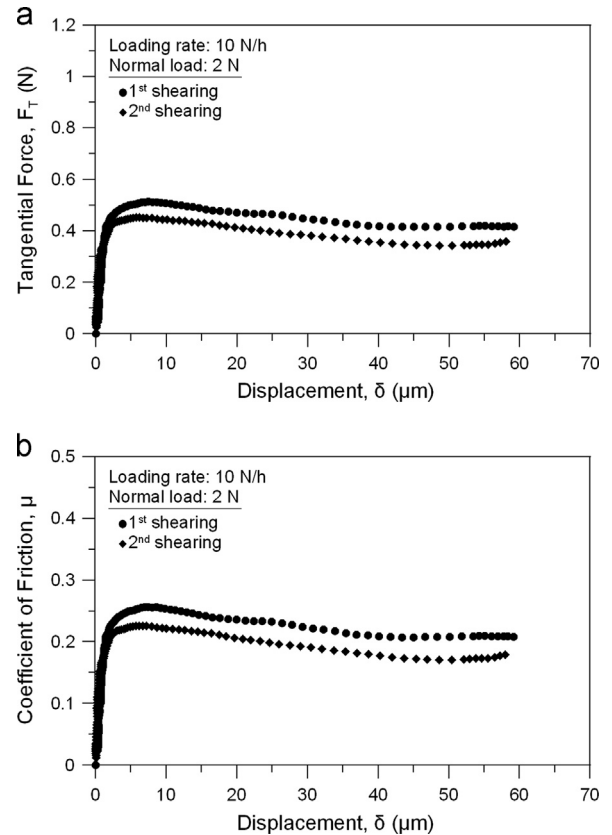 a
1.2
1
0.8
0.6
0.4
0.2
0
Tangential Force, F_T (N)
Loading rate: 10 N/h
Normal load: 2 N
1st shearing
2nd shearing
0 10 20 30 40 50 60 70
Displacement, δ (μm)
b
0.5
0.4
0.3
0.2
0.1
0
Coefficient of Friction, μ
Loading rate: 10 N/h
Normal load: 2 N
1st shearing
2nd shearing
0 10 20 30 40 50 60 70
Displacement, δ (μm)